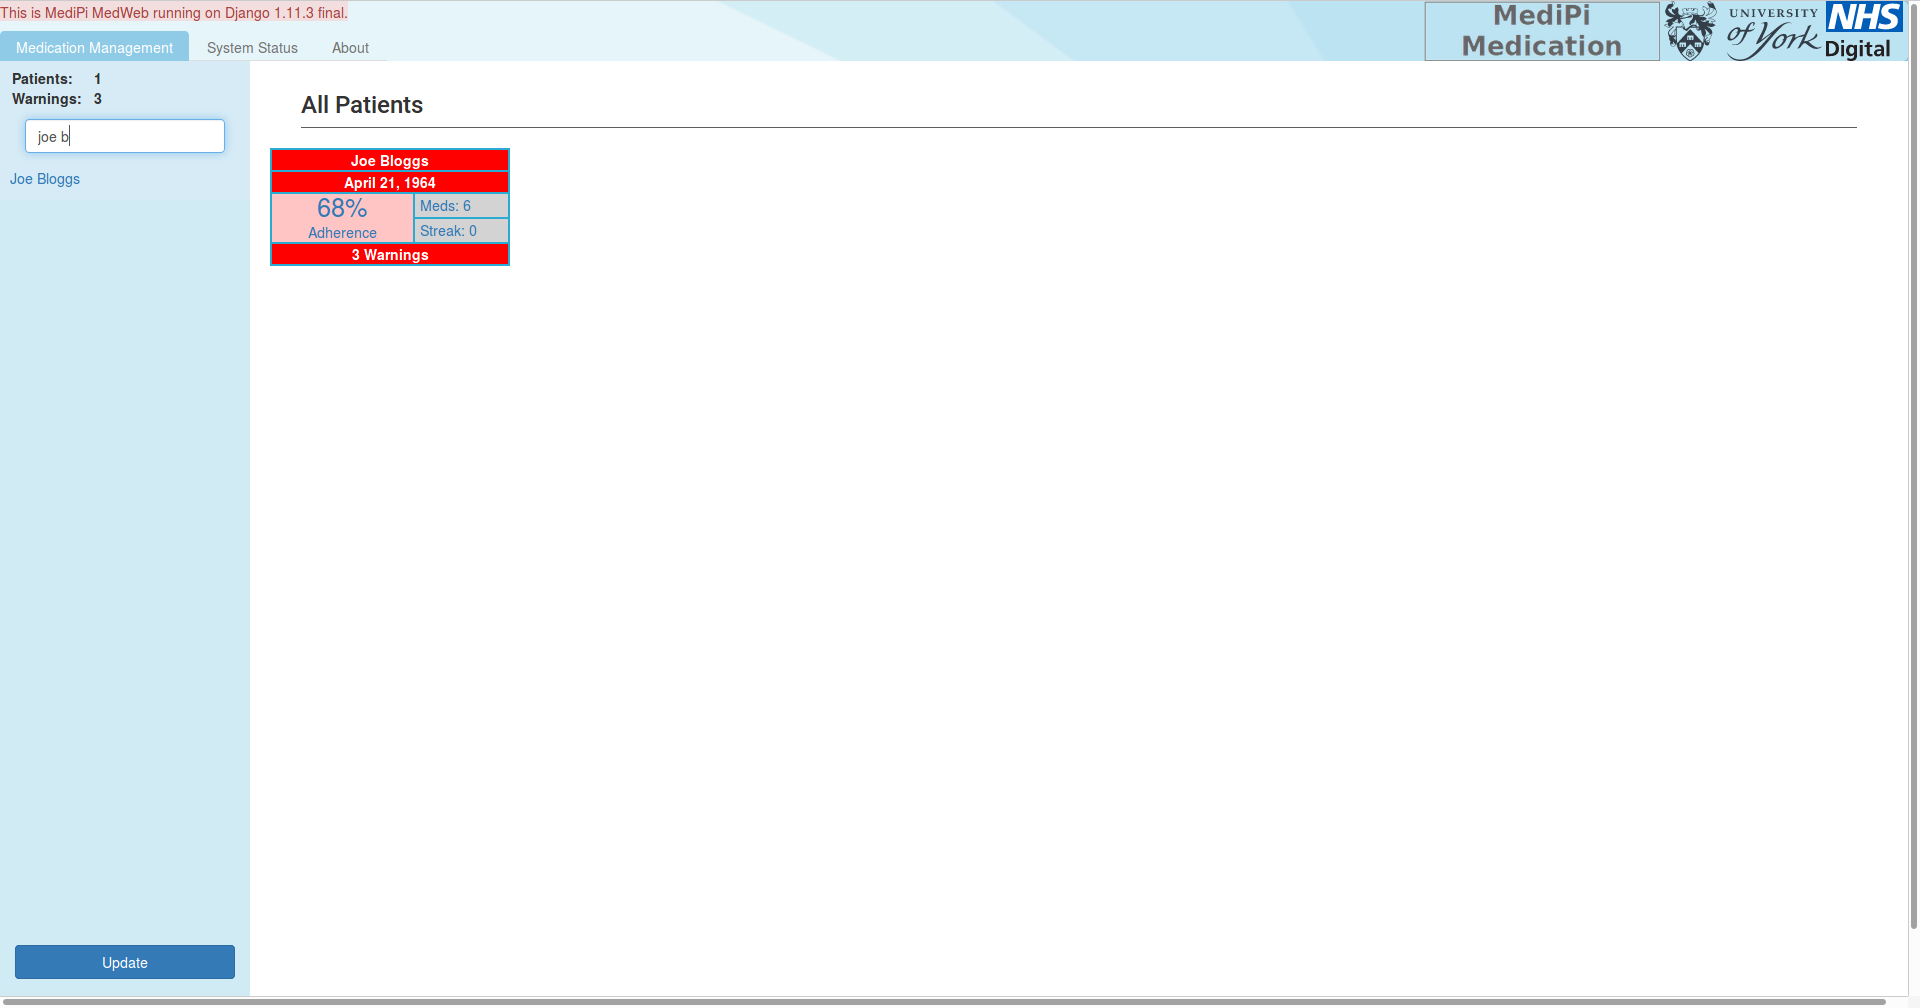 This is MediPi MedWeb running on Django 1.11.3 final.
Medication Management System Status About
MediPi
Medication
UNIVERSITY
of York
NHS
Digital
Patients: 1
Warnings: 3
joe b
Joe Bloggs
All Patients
Joe Bloggs
April 21, 1964
68%
Adherence
Meds: 6
Streak: 0
3 Warnings
Update